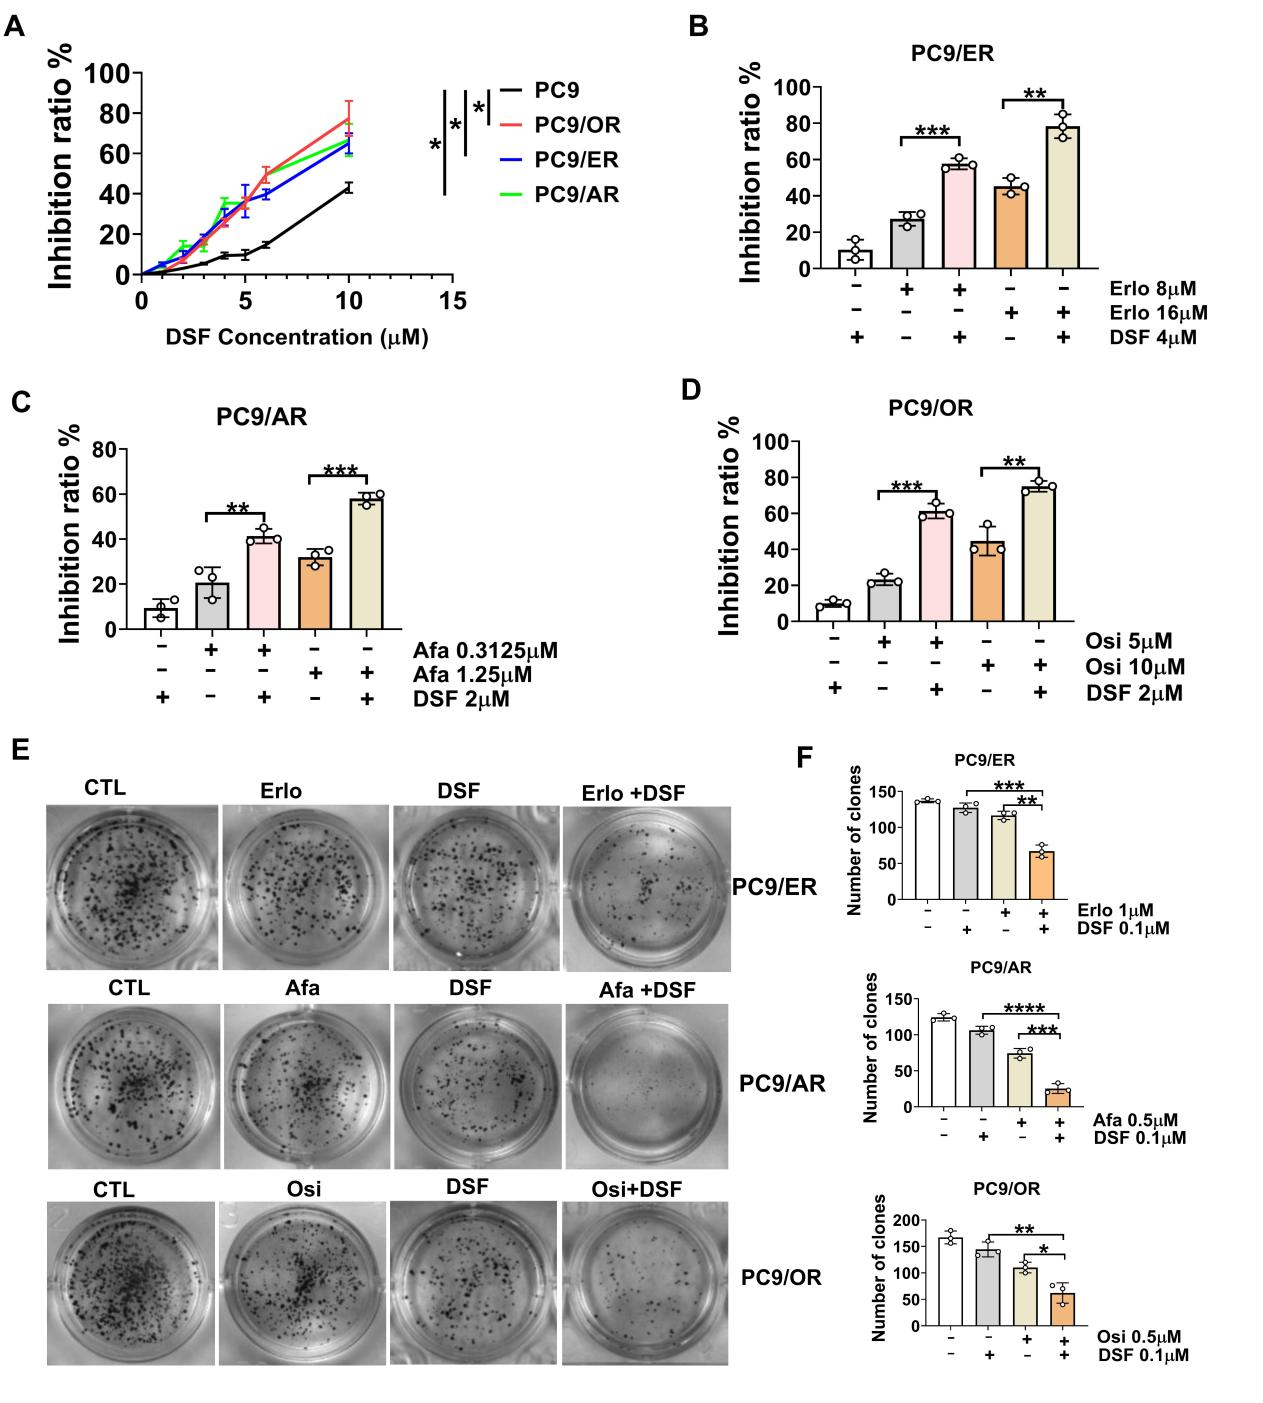 A
Inhibition ratio %
100
80
60
40
20
0
0 5 10 15
DSF Concentration (μM)
* * *
PC9
PC9/OR
PC9/ER
PC9/AR
B
PC9/ER
Inhibition ratio %
100
80
60
40
20
0
*** **
- + + - - Erlo 8μM
- - - + + Erlo 16μM
+ - + - + DSF 4μM
C
PC9/AR
Inhibition ratio %
80
60
40
20
0
** ***
- + + - - Afa 0.3125μM
- - - + + Afa 1.25μM
+ - + - + DSF 2μM
D
PC9/OR
Inhibition ratio %
100
80
60
40
20
0
*** **
- + + - - Osi 5μM
- - - + + Osi 10μM
+ - + - + DSF 2μM
E
CTL Erlo DSF Erlo +DSF
PC9/ER
CTL Afa DSF Afa +DSF
PC9/AR
CTL Osi DSF Osi+DSF
PC9/OR
F
PC9/ER
Number of clones
150
100
50
0
***
**
- - + + Erlo 1μM
- + - + DSF 0.1μM
PC9/AR
Number of clones
150
100
50
0
****
***
- - + + Afa 0.5μM
- + - + DSF 0.1μM
PC9/OR
Number of clones
200
150
100
50
0
**
*
- - + + Osi 0.5μM
- + - + DSF 0.1μM